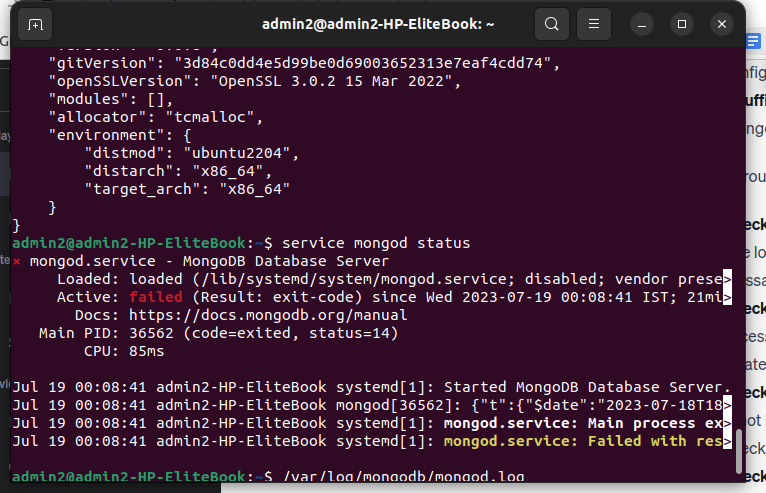 admin2@admin2-HP-EliteBook: ~
"gitVersion": "3d84c0dd4e5d99be0d69003652313e7eaf4cdd74",
"openSSLVersion": "OpenSSL 3.0.2 15 Mar 2022",
"modules": [],
"allocator": "tcmalloc",
"environment": {
"distmod": "ubuntu2204",
"distarch": "x86_64",
"target_arch": "x86_64"
}
}
admin2@admin2-HP-EliteBook:~$ service mongod status
× mongod.service - MongoDB Database Server
Loaded: loaded (/lib/systemd/system/mongod.service; disabled; vendor prese>
Active: failed (Result: exit-code) since Wed 2023-07-19 00:08:41 IST; 21mi>
Docs: https://docs.mongodb.org/manual
Main PID: 36562 (code=exited, status=14)
CPU: 85ms
Jul 19 00:08:41 admin2-HP-EliteBook systemd[1]: Started MongoDB Database Server.
Jul 19 00:08:41 admin2-HP-EliteBook mongod[36562]: {"t":{"$date":"2023-07-18T18>
Jul 19 00:08:41 admin2-HP-EliteBook systemd[1]: mongod.service: Main process ex>
Jul 19 00:08:41 admin2-HP-EliteBook systemd[1]: mongod.service: Failed with res>
admin2@admin2-HP-EliteBook:~$ /var/log/mongodb/mongod.log